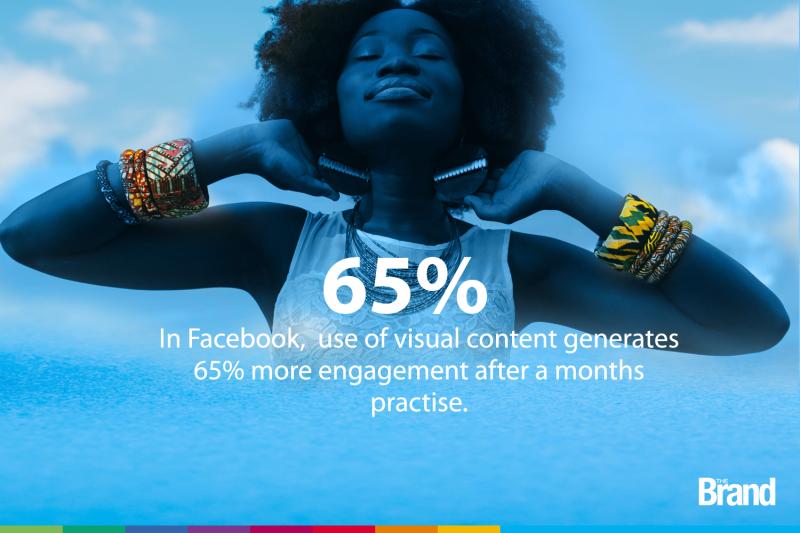 65%
In Facebook,  use of visual content generates
65% more engagement after a months
practise.
THE
Brand